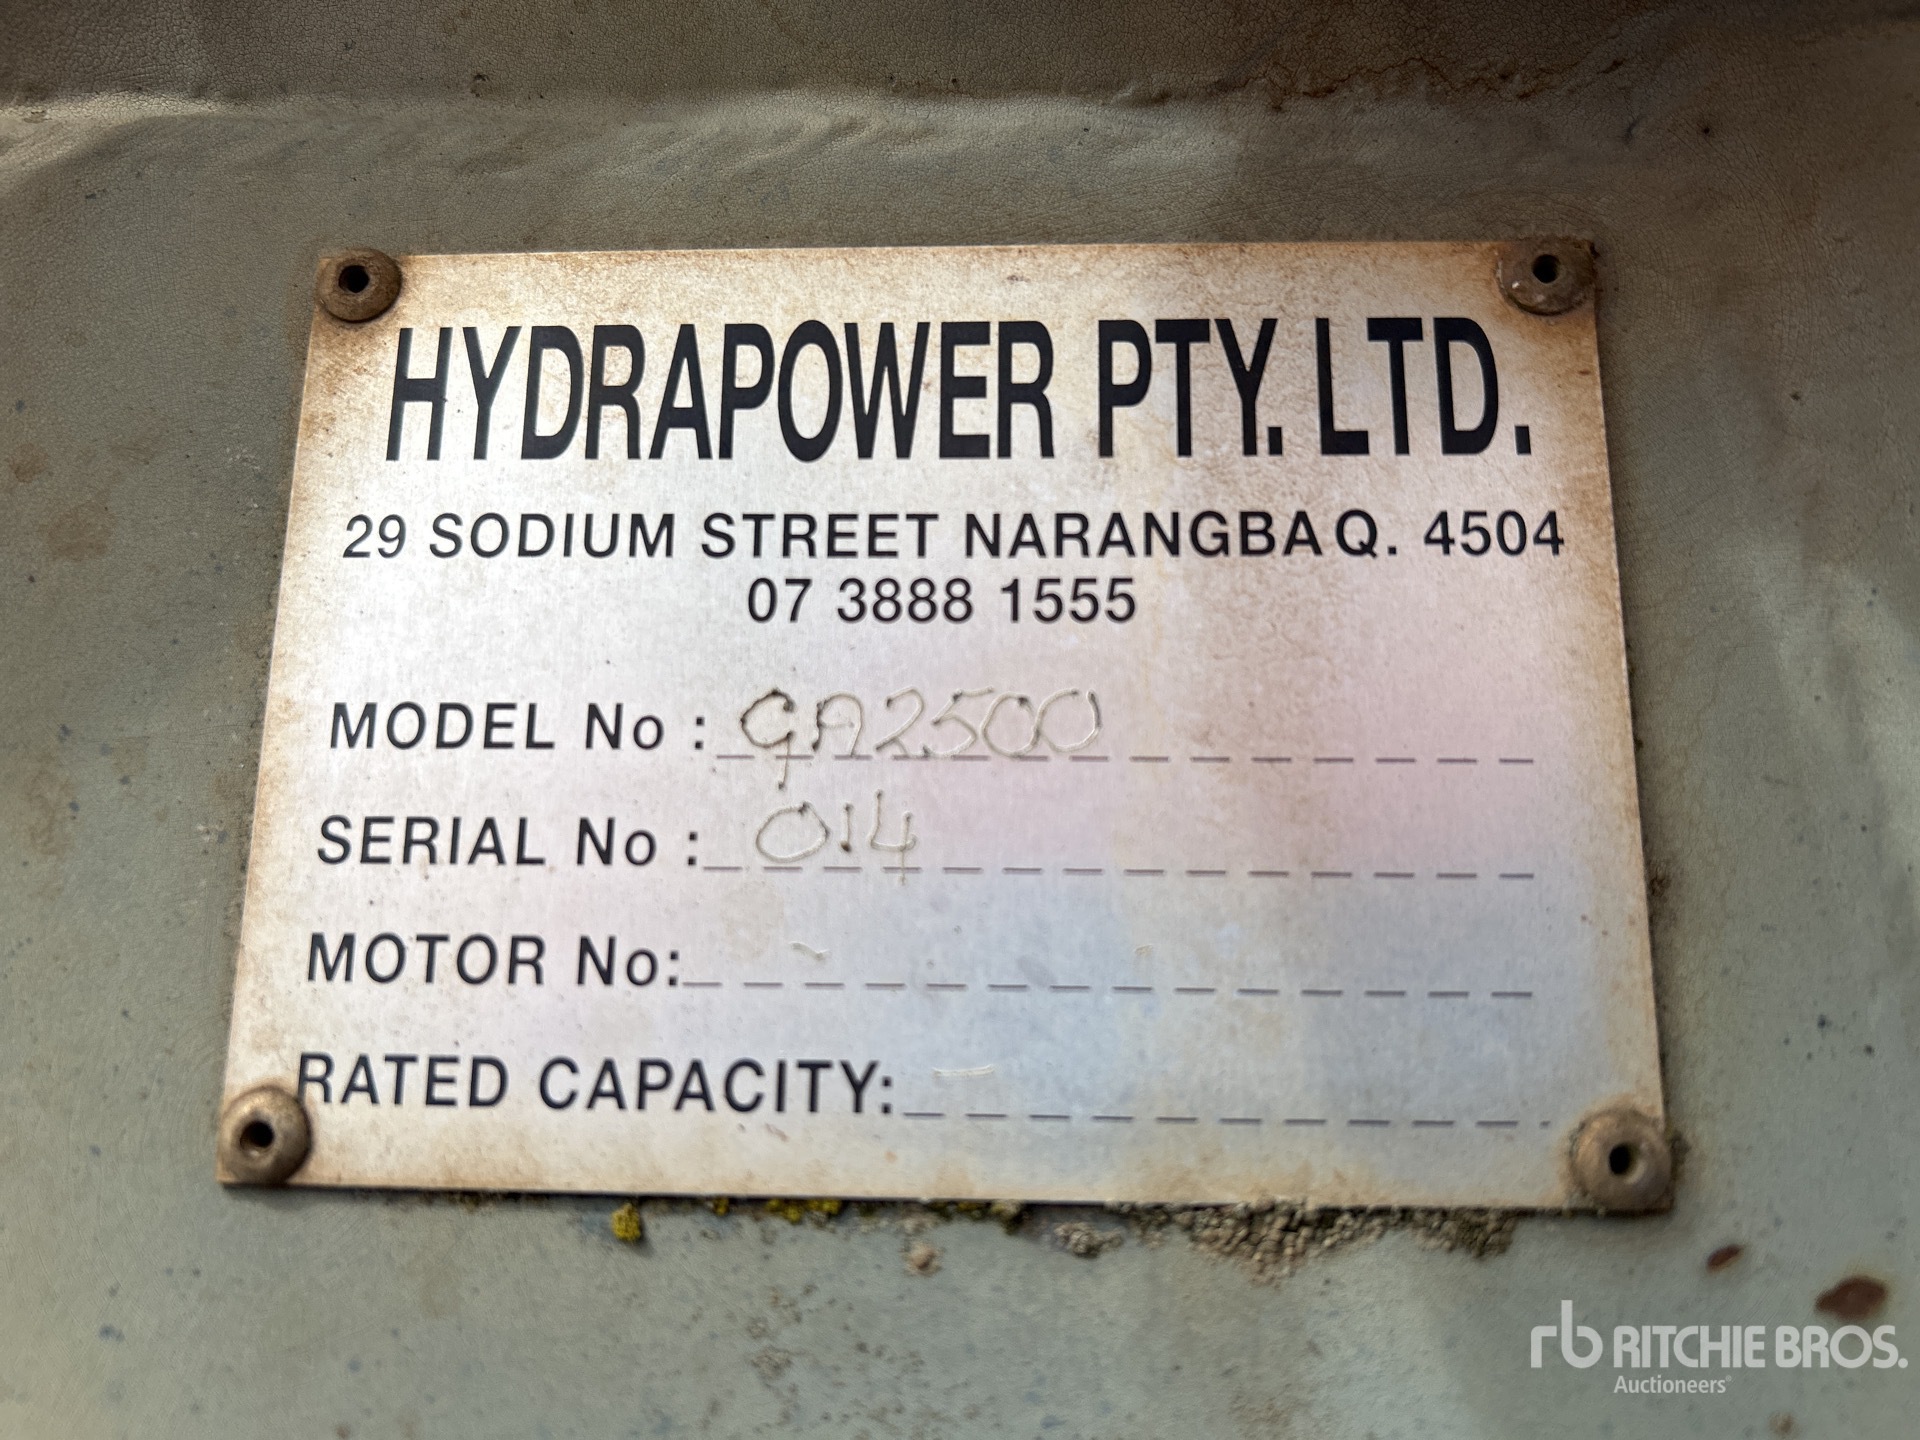 HYDRAPOWER PTY. LTD.
29 SODIUM STREET NARANGBA Q. 4504
07 3888 1555
MODEL No : GA2500
SERIAL No : 014
MOTOR No: -
RATED CAPACITY: -
rb RITCHIE BROS.
Auctioneers®